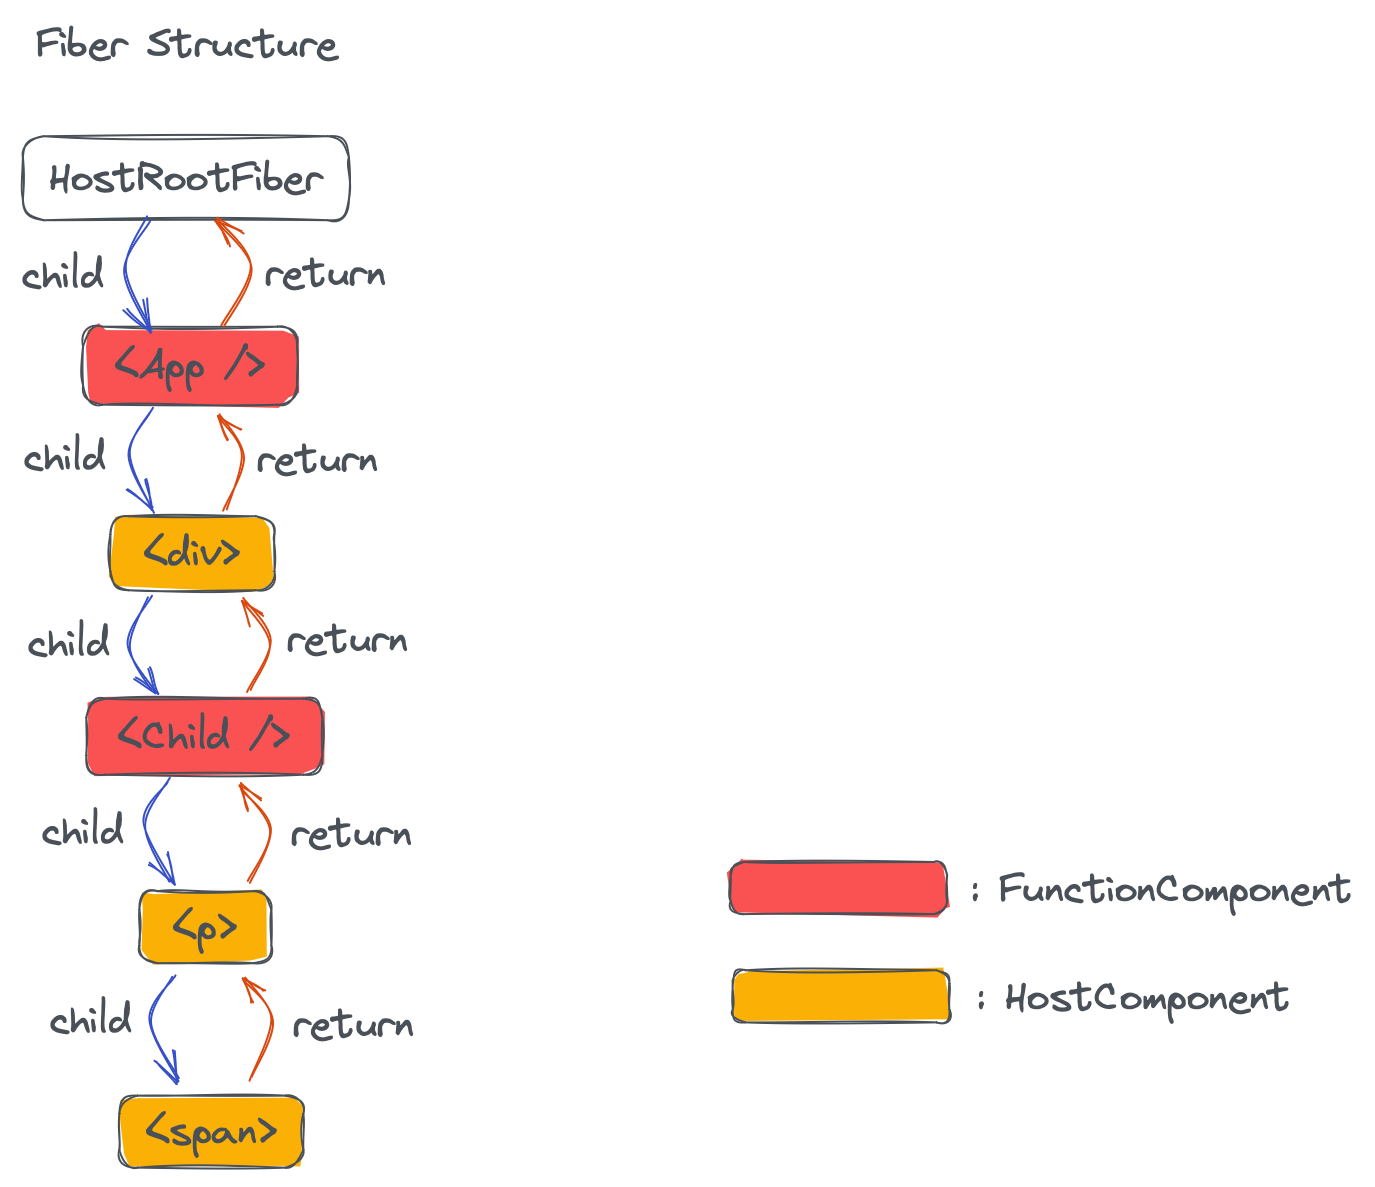 Fiber Structure
HostRootFiber
child
return
<App />
child
return
<div>
child
return
<Child />
child
return
<p>
child
return
<span>
: FunctionComponent
: HostComponent